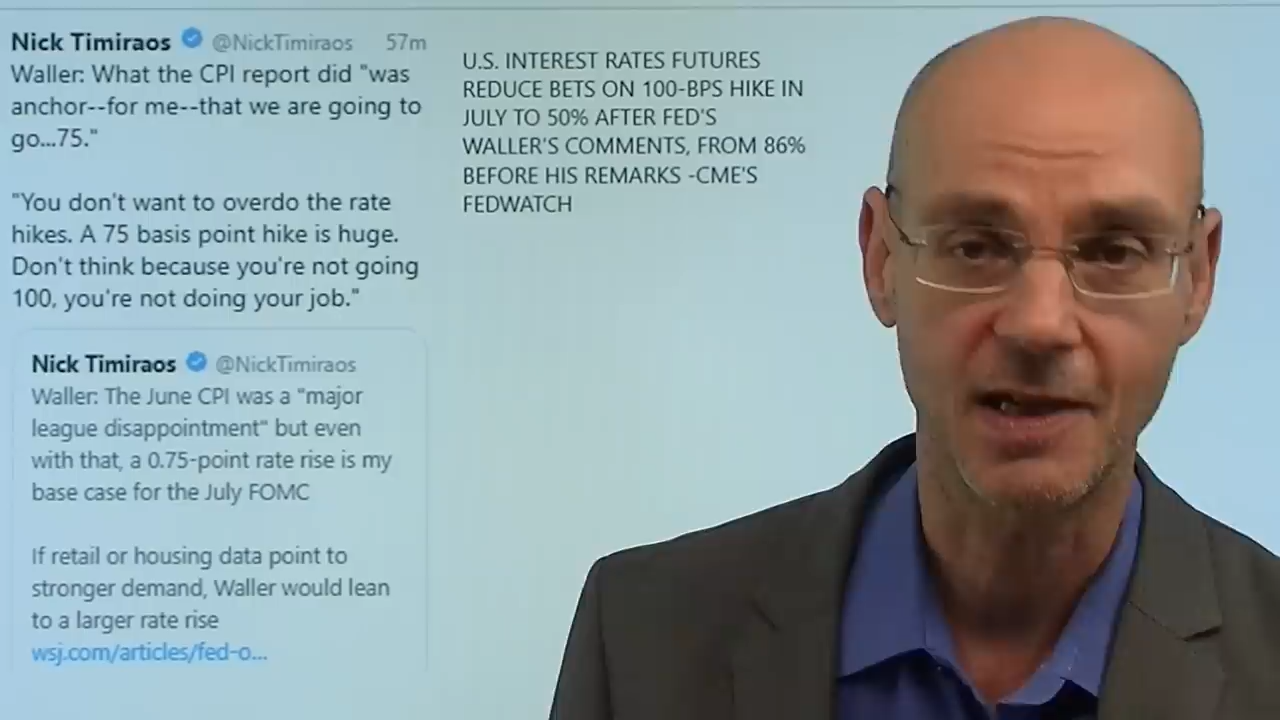 Nick Timiraos @NickTimiraos 57m
Waller: What the CPI report did "was
anchor--for me--that we are going to
go...75."
"You don't want to overdo the rate
hikes. A 75 basis point hike is huge.
Don't think because you're not going
100, you're not doing your job."
Nick Timiraos @NickTimiraos
Waller: The June CPI was a "major
league disappointment" but even
with that, a 0.75-point rate rise is my
base case for the July FOMC
If retail or housing data point to
stronger demand, Waller would lean
to a larger rate rise
wsj.com/articles/fed-o...
U.S. INTEREST RATES FUTURES
REDUCE BETS ON 100-BPS HIKE IN
JULY TO 50% AFTER FED'S
WALLER'S COMMENTS, FROM 86%
BEFORE HIS REMARKS -CME'S
FEDWATCH